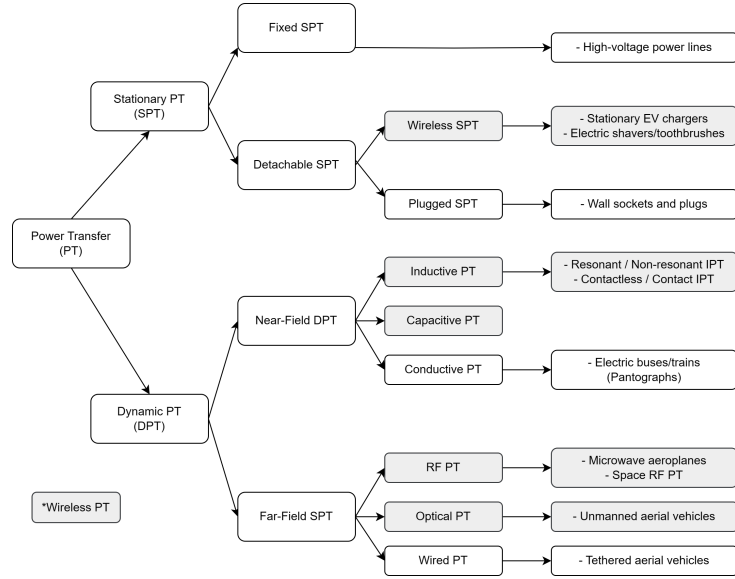 Fixed SPT
- High-voltage power lines
Stationary PT
(SPT)
Wireless SPT
- Stationary EV chargers
- Electric shavers/toothbrushes
Detachable SPT
Plugged SPT
- Wall sockets and plugs
Power Transfer
(PT)
Inductive PT
- Resonant / Non-resonant IPT
- Contactless / Contact IPT
Near-Field DPT
Capacitive PT
Conductive PT
- Electric buses/trains
(Pantographs)
Dynamic PT
(DPT)
RF PT
- Microwave aeroplanes
- Space RF PT
*Wireless PT
Far-Field SPT
Optical PT
- Unmanned aerial vehicles
Wired PT
- Tethered aerial vehicles